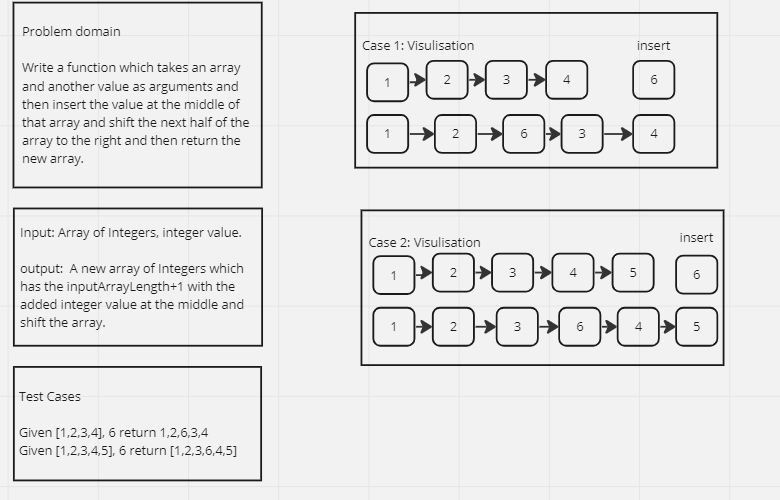 Problem domain
Write a function which takes an array
and another value as arguments and
then insert the value at the middle of
that array and shift the next half of the
array to the right and then return the
new array.
Input: Array of Integers, integer value.
output:  A new array of Integers which
has the inputArrayLength+1 with the
added integer value at the middle and
shift the array.
Test Cases
Given [1,2,3,4], 6 return 1,2,6,3,4
Given [1,2,3,4,5], 6 return [1,2,3,6,4,5]
Case 1: Visulisation insert
1 2 3 4 6
1 2 6 3 4
Case 2: Visulisation insert
1 2 3 4 5 6
1 2 3 6 4 5